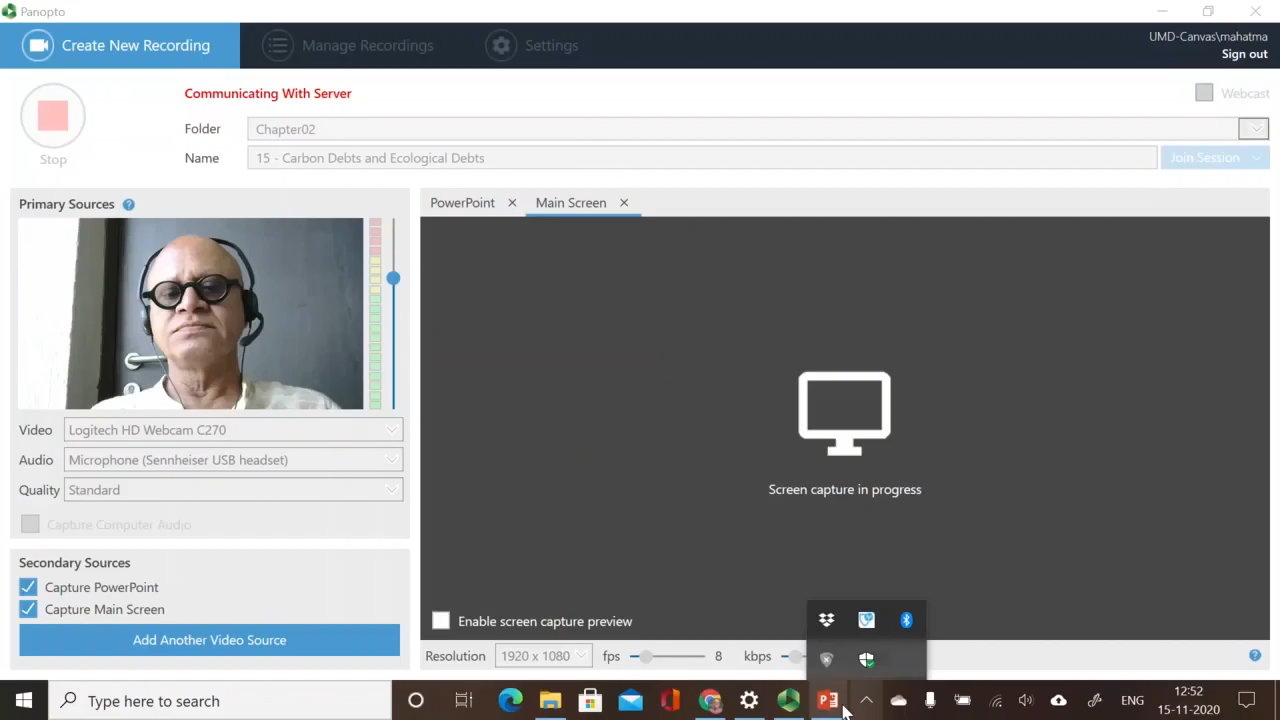 Panopto
Create New Recording
Manage Recordings
Settings
UMD-Canvas\mahatma
Sign out
Stop
Communicating With Server
Webcast
Folder
Chapter02
Name
15 - Carbon Debts and Ecological Debts
Join Session
Primary Sources
PowerPoint
Main Screen
Video
Logitech HD Webcam C270
Audio
Microphone (Sennheiser USB headset)
Quality
Standard
Capture Computer Audio
Screen capture in progress
Secondary Sources
Capture PowerPoint
Capture Main Screen
Add Another Video Source
Enable screen capture preview
Resolution 1920 x 1080 fps 8 kbps
Type here to search
ENG
12:52
15-11-2020